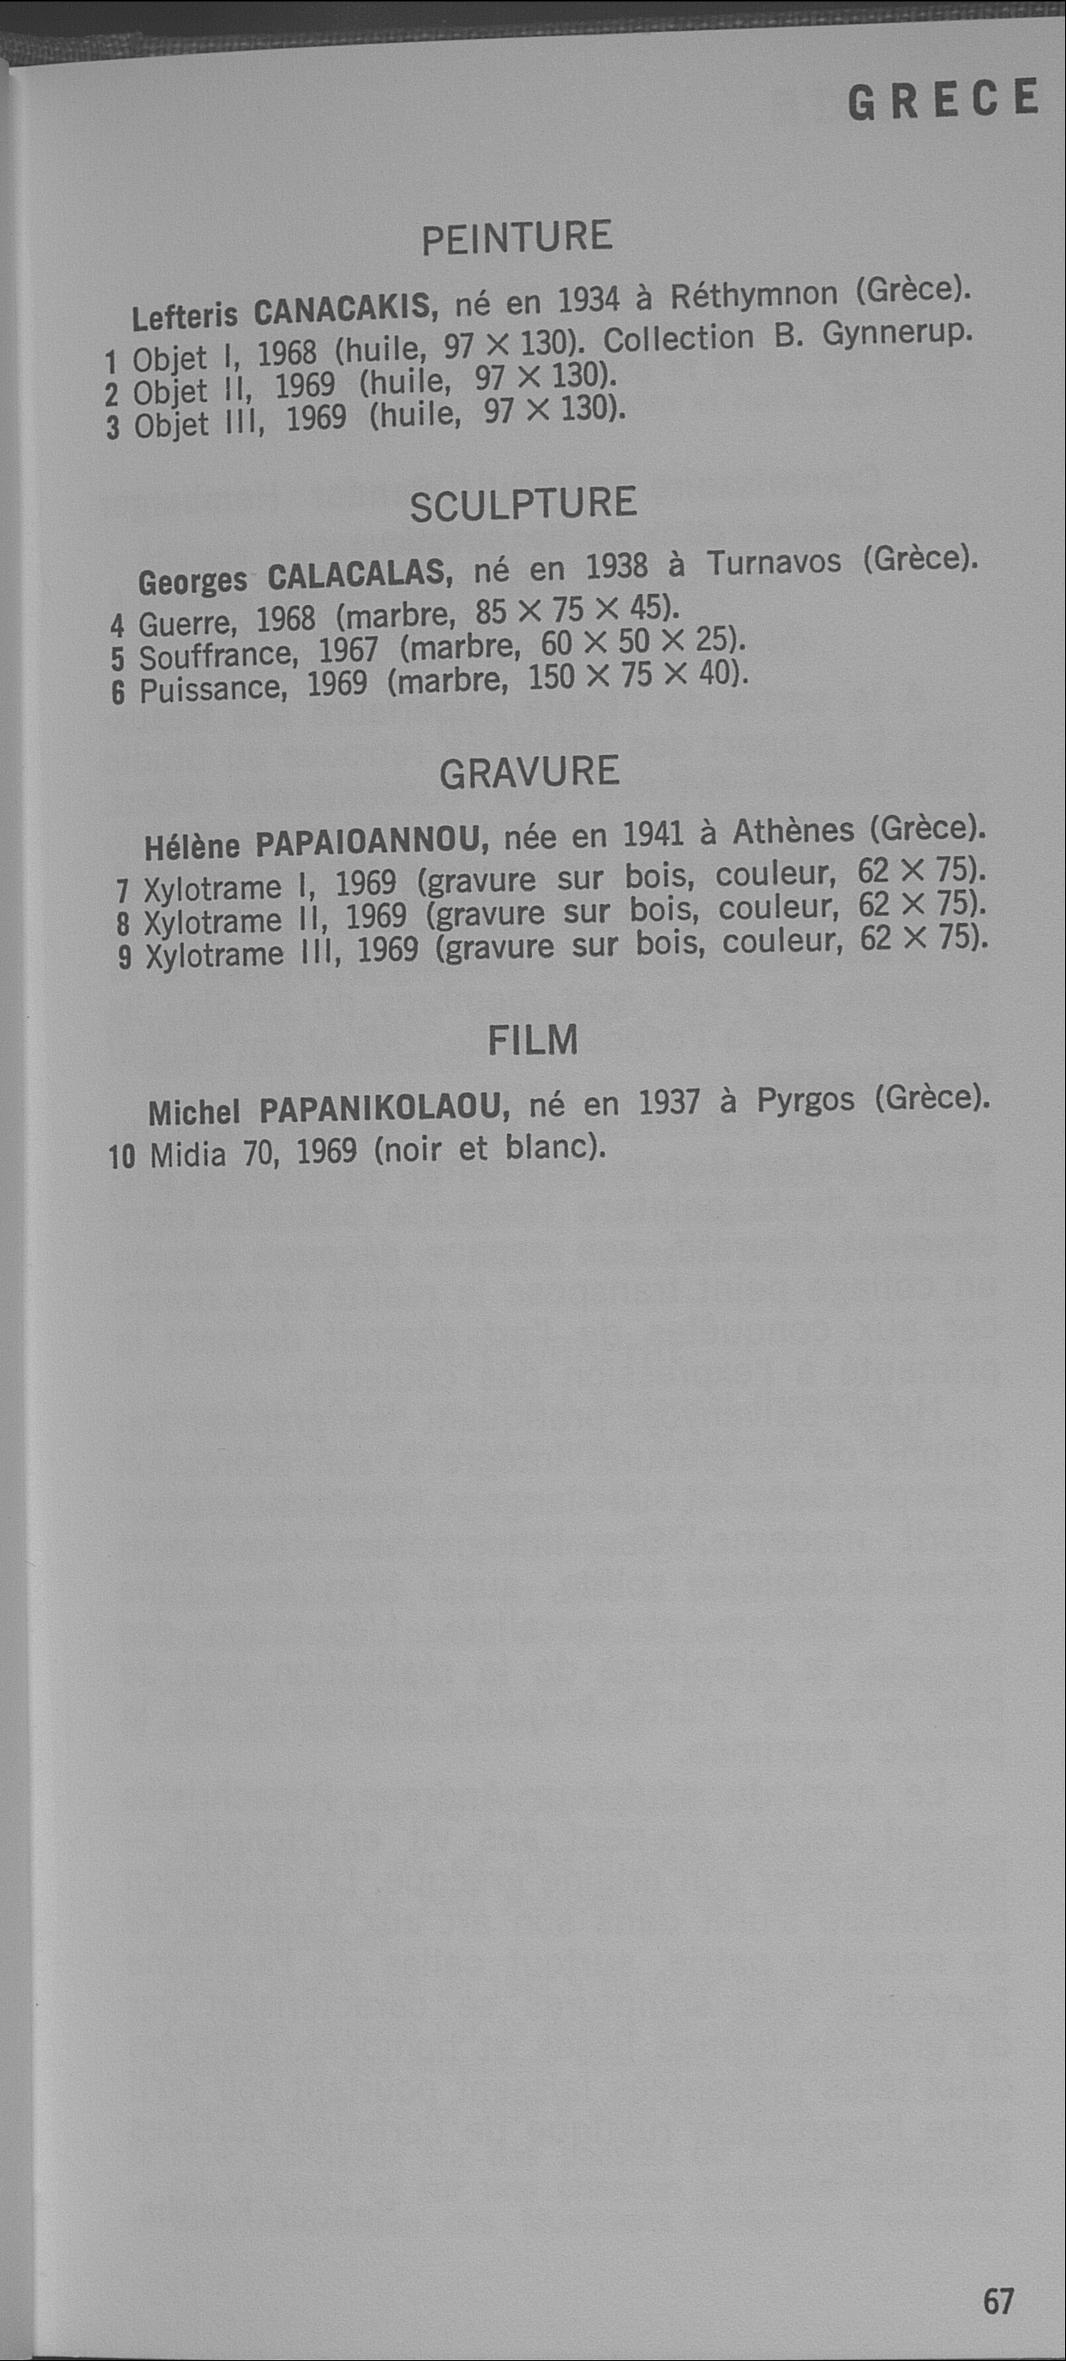 GRECE
PEINTURE
Lefteris CANACAKIS, né en 1934 à Réthymnon (Grèce).
1 Objet I, 1968 (huile, 97 × 130). Collection B. Gynnerup.
2 Objet II, 1969 (huile, 97 × 130).
3 Objet III, 1969 (huile, 97 × 130).
SCULPTURE
Georges CALACALAS, né en 1938 à Turnavos (Grèce).
4 Guerre, 1968 (marbre, 85 × 75 × 45).
5 Souffrance, 1967 (marbre, 60 × 50 × 25).
6 Puissance, 1969 (marbre, 150 × 75 × 40).
GRAVURE
Hélène PAPAIOANNOU, née en 1941 à Athènes (Grèce).
7 Xylotrame I, 1969 (gravure sur bois, couleur, 62 × 75).
8 Xylotrame II, 1969 (gravure sur bois, couleur, 62 × 75).
9 Xylotrame III, 1969 (gravure sur bois, couleur, 62 × 75).
FILM
Michel PAPANIKOLAOU, né en 1937 à Pyrgos (Grèce).
10 Midia 70, 1969 (noir et blanc).
67